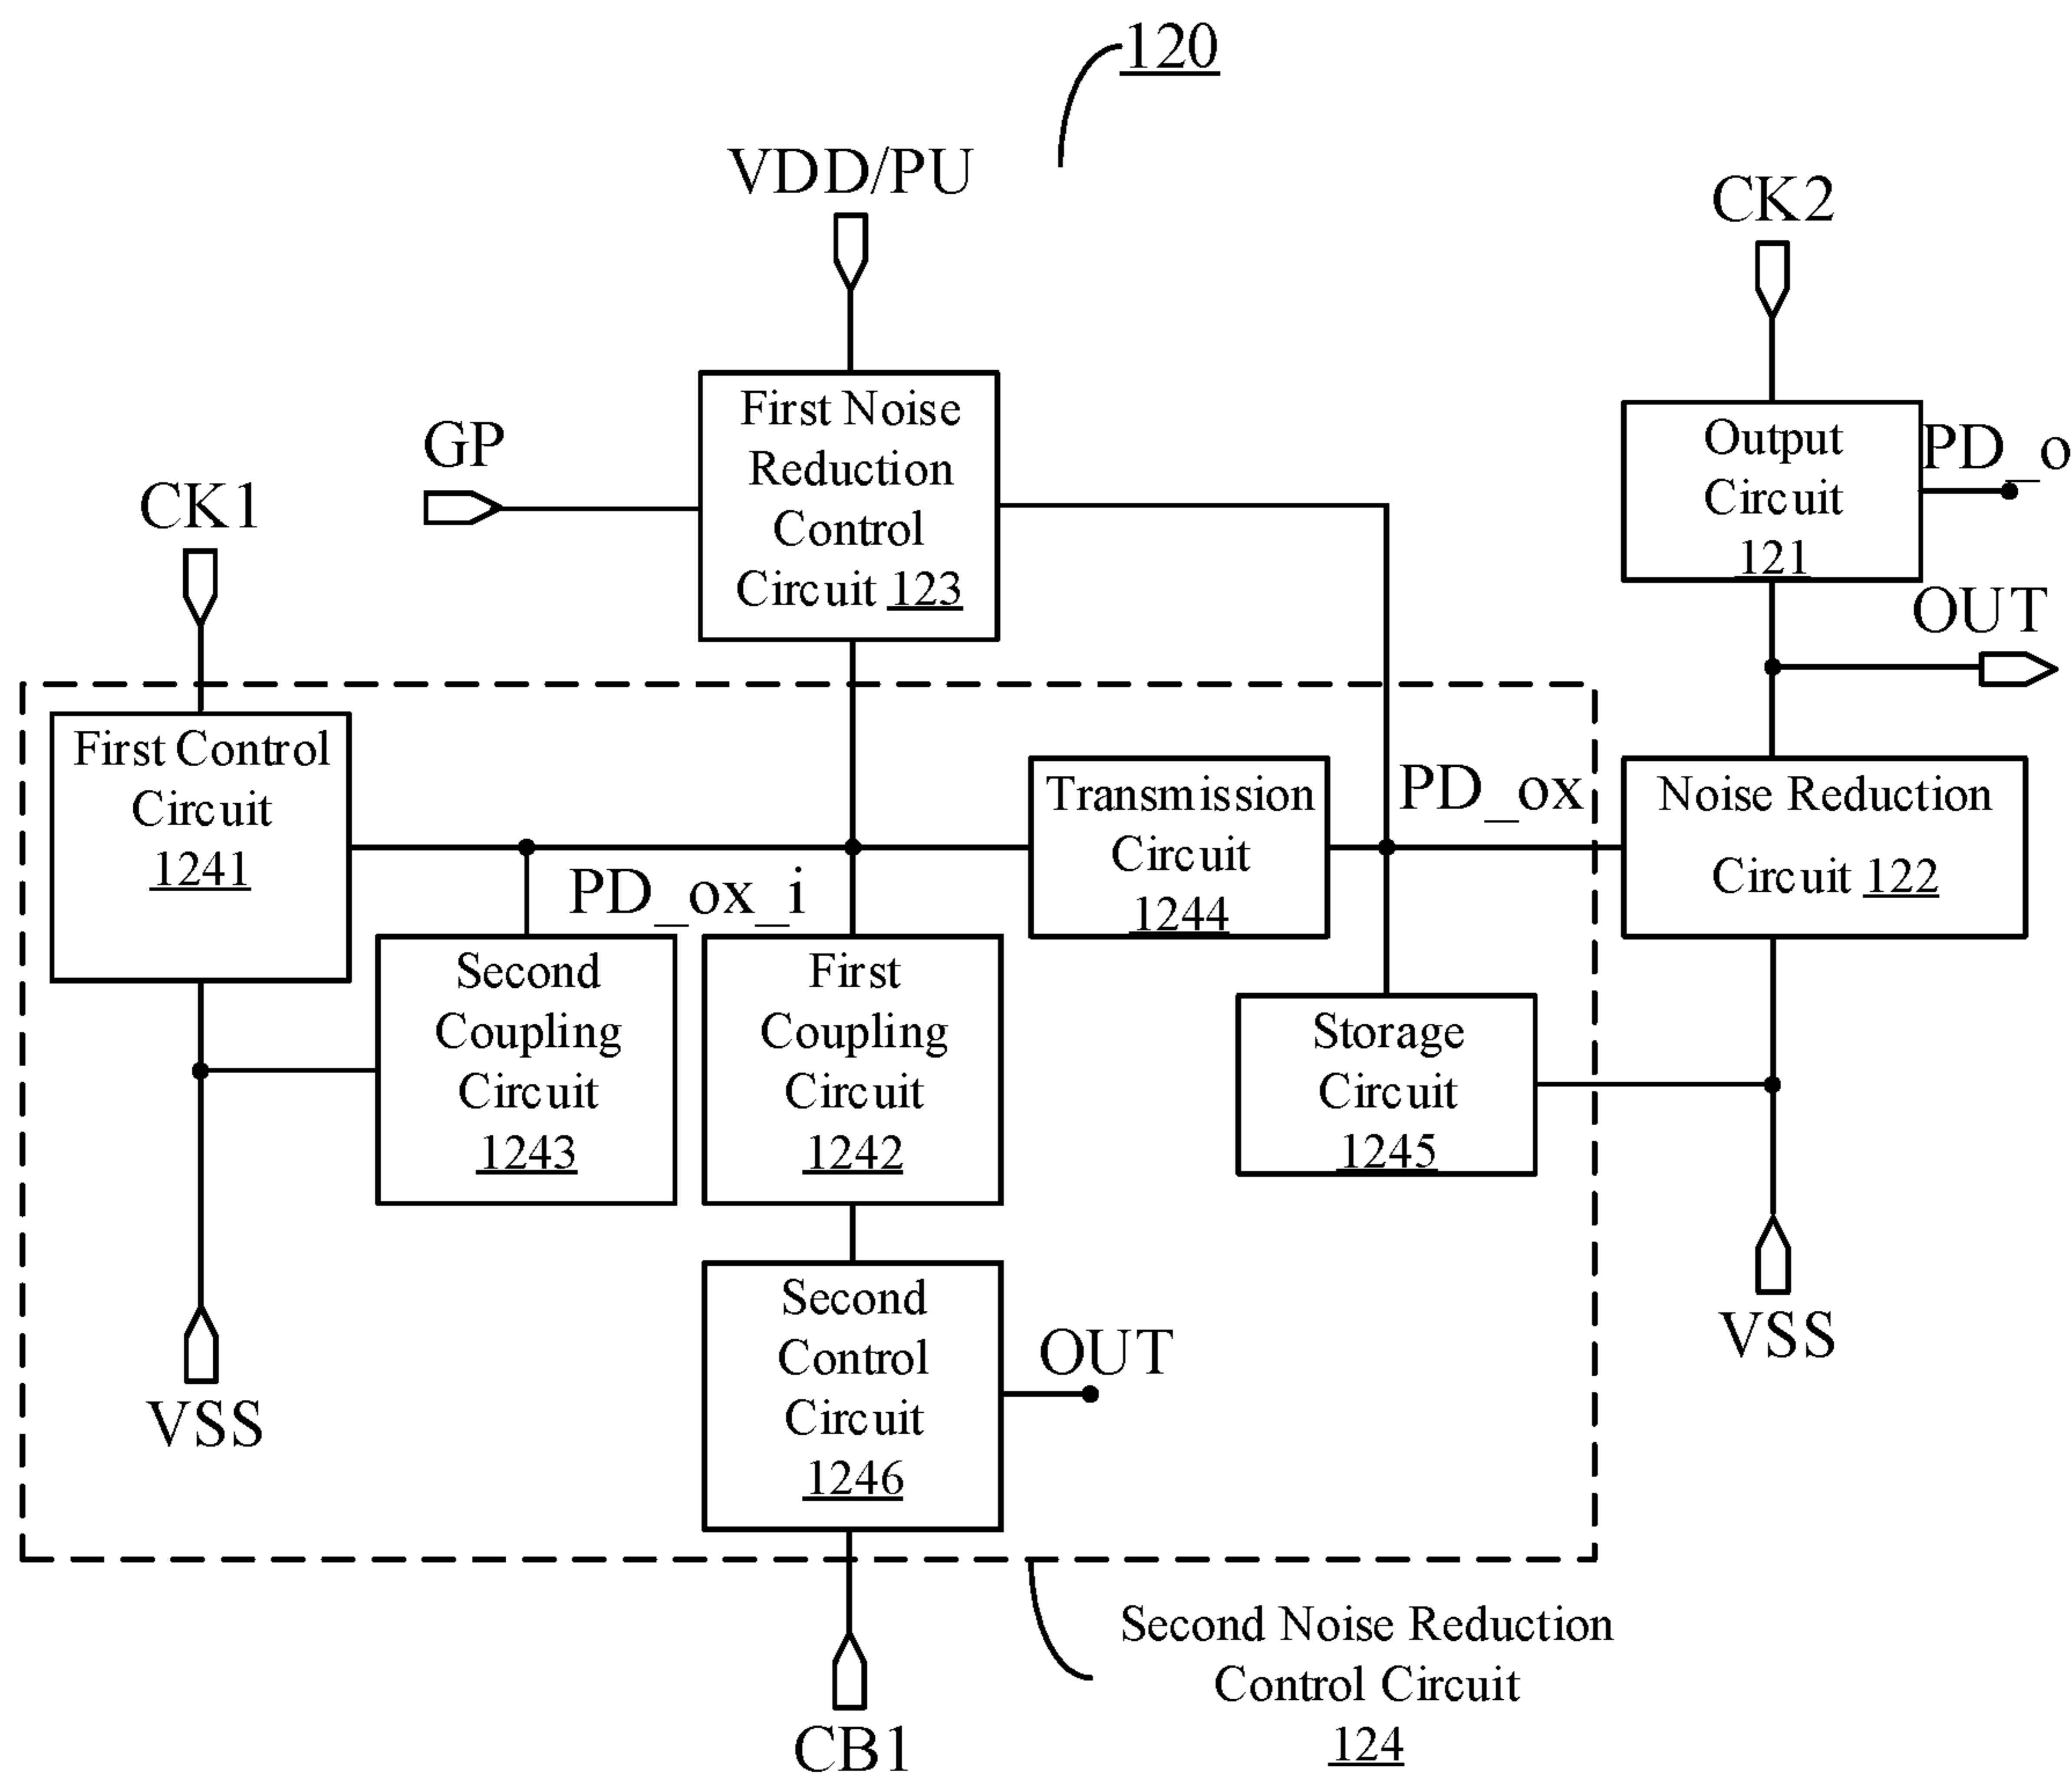 120
VDD/PU
CK2
GP
CK1
First Noise
Reduction
Control
Circuit 123
Output
Circuit
121
PD_o
OUT
First Control
Circuit
1241
Transmission
Circuit
1244
PD_ox
Noise Reduction
Circuit 122
PD_ox_i
Second
Coupling
Circuit
1243
First
Coupling
Circuit
1242
Storage
Circuit
1245
VSS
Second
Control
Circuit
1246
OUT
VSS
Second Noise Reduction
Control Circuit
124
CB1